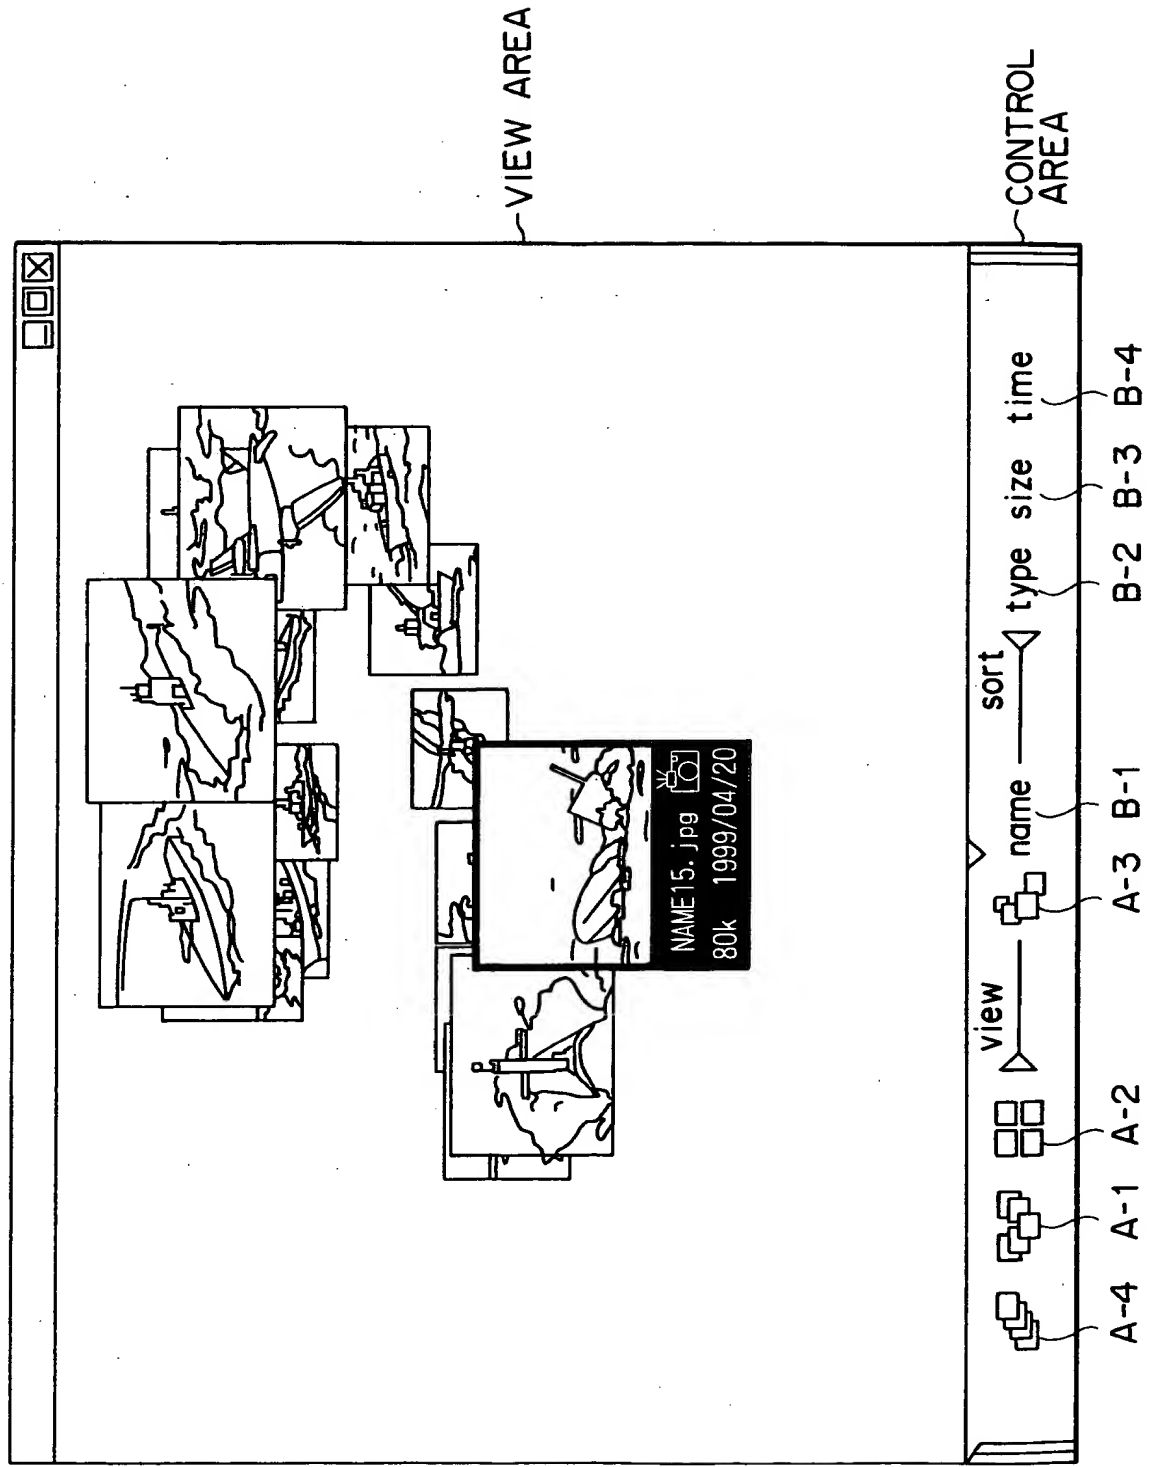 VIEW AREA
NAME15. jpg
80k 1999/04/20
view
sort
name
type
size
time
CONTROL
AREA
A-4
A-1
A-2
A-3
B-1
B-2
B-3
B-4